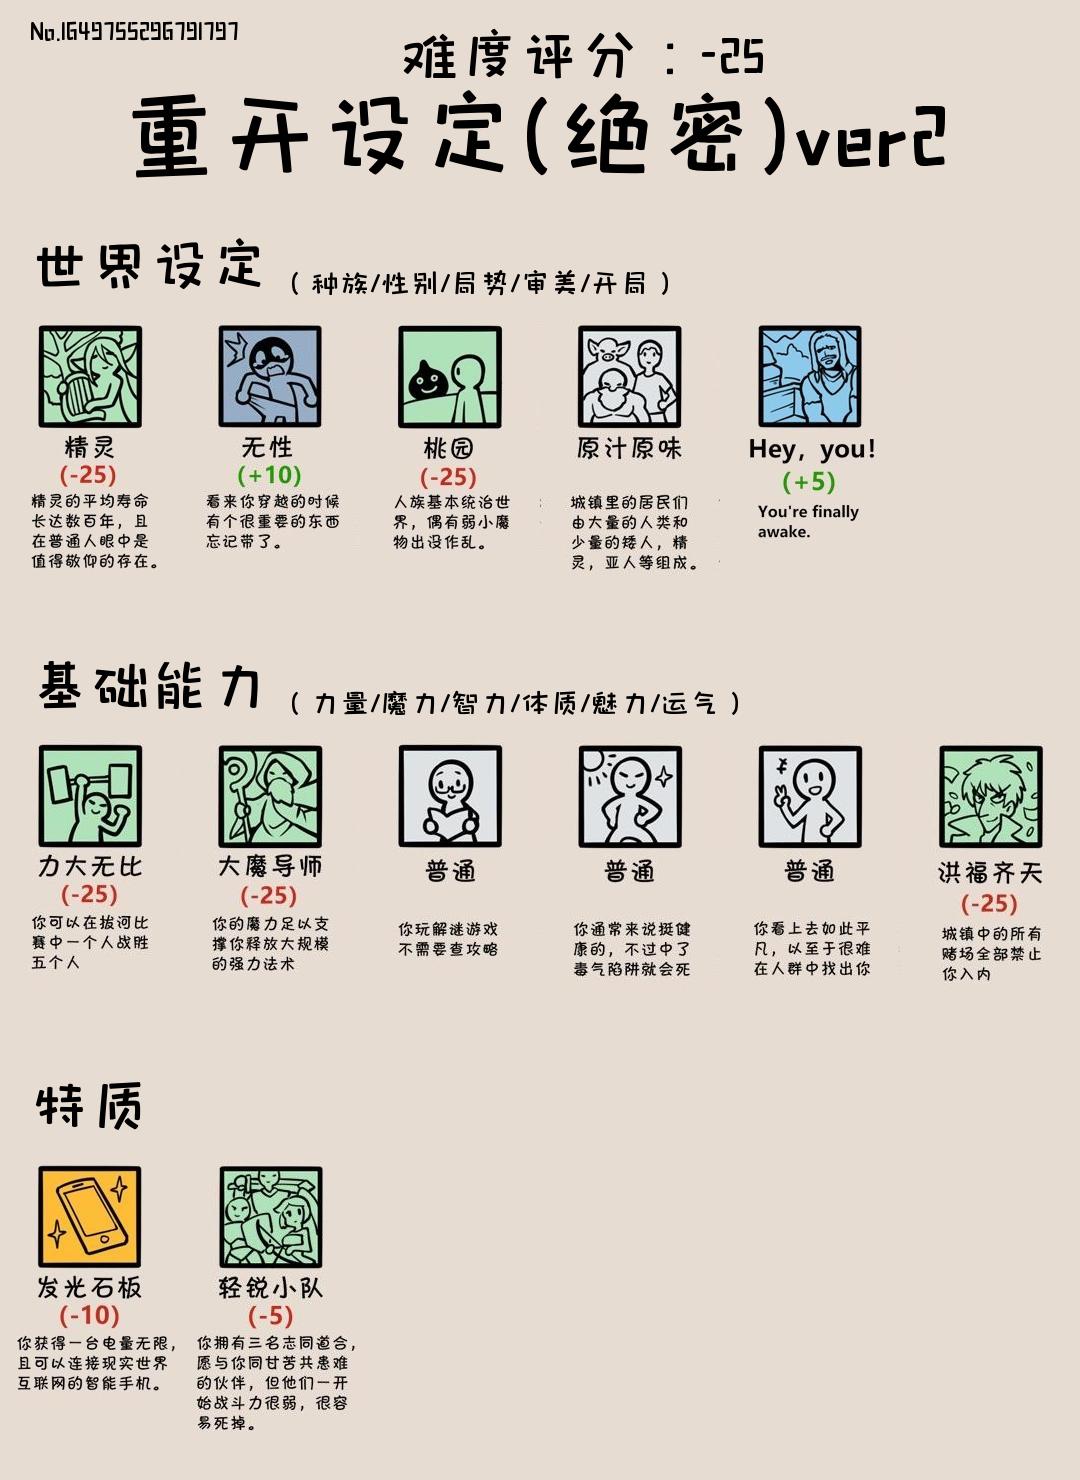 No.1649755296791797
难度评分：-25
重开设定(绝密)ver2
世界设定 (种族/性别/局势/审美/开局)
精灵
(-25)
精灵的平均寿命
长达数百年，且
在普通人眼中是
值得敬仰的存在。
无性
(+10)
看来你穿越的时候
有个很重要的东西
忘记带了。
桃园
(-25)
人族基本统治世
界，偶有弱小魔
物出没作乱。
原汁原味
城镇里的居民们
由大量的人类和
少量的矮人，精
灵，亚人等组成。
Hey, you!
(+5)
You're finally
awake.
基础能力 (力量/魔力/智力/体质/魅力/运气)
力大无比
(-25)
你可以在拔河比
赛中一个人战胜
五个人
大魔导师
(-25)
你的魔力足以支
撑你释放大规模
的强力法术
普通
你玩解谜游戏
不需要查攻略
普通
你通常来说挺健
康的，不过中了
毒气陷阱就会死
普通
你看上去如此平
凡，以至于很难
在人群中找出你
洪福齐天
(-25)
城镇中的所有
赌场全部禁止
你入内
特质
发光石板
(-10)
你获得一台电量无限，
且可以连接现实世界
互联网的智能手机。
轻锐小队
(-5)
你拥有三名志同道合，
愿与你同甘苦共患难
的伙伴，但他们一开
始战斗力很弱，很容
易死掉。